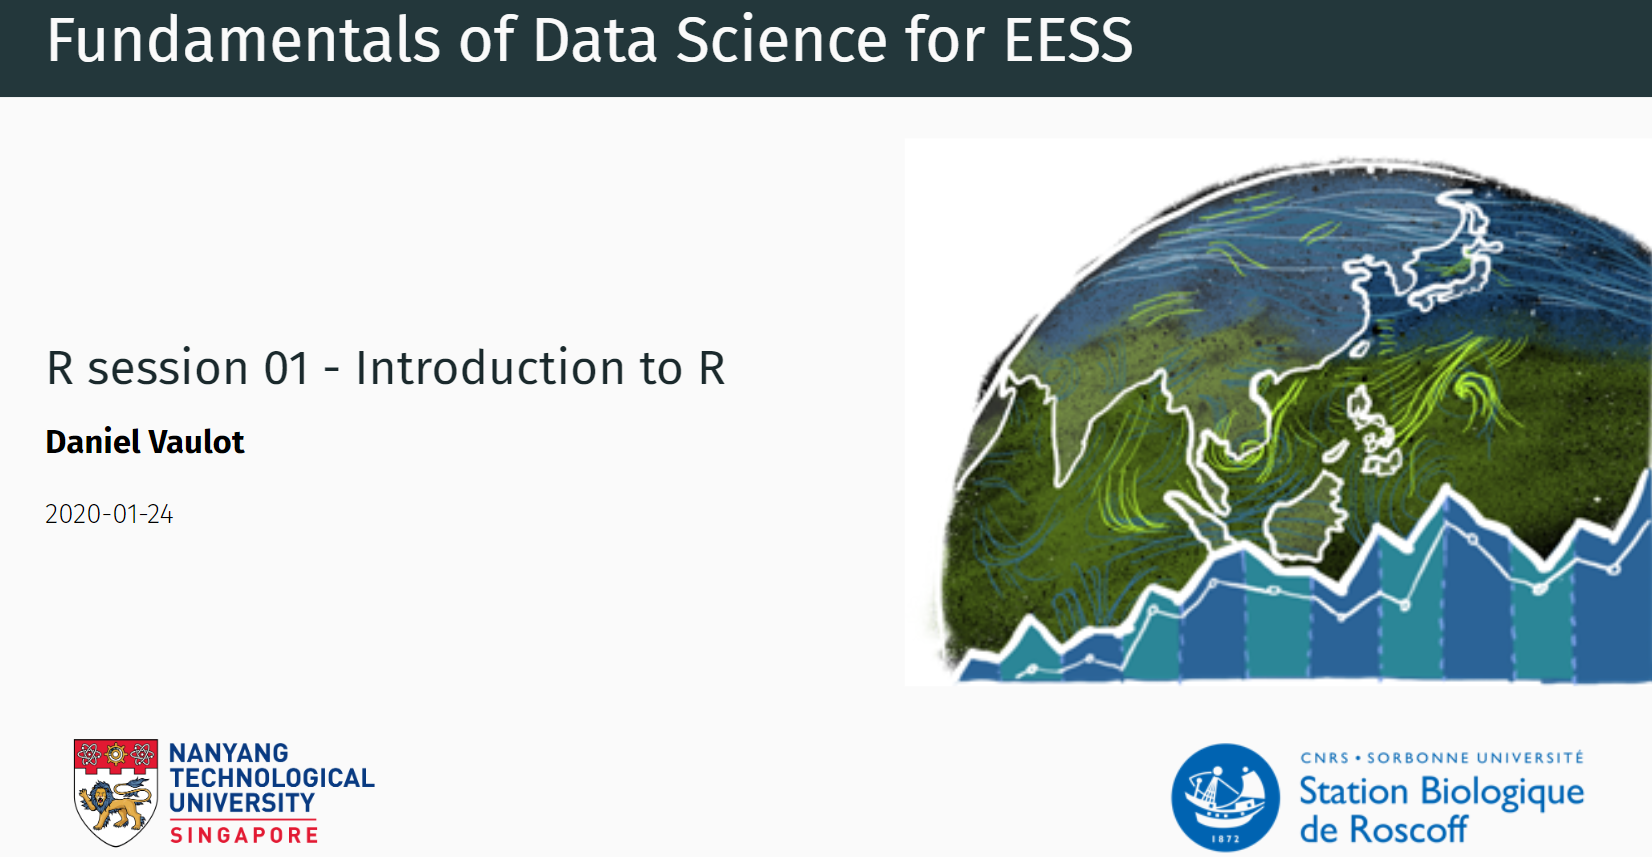 Fundamentals of Data Science for EESS
R session 01 - Introduction to R
Daniel Vaulot
2020-01-24
NANYANG
TECHNOLOGICAL
UNIVERSITY
SINGAPORE
1872
CNRS • SORBONNE UNIVERSITÉ
Station Biologique
de Roscoff